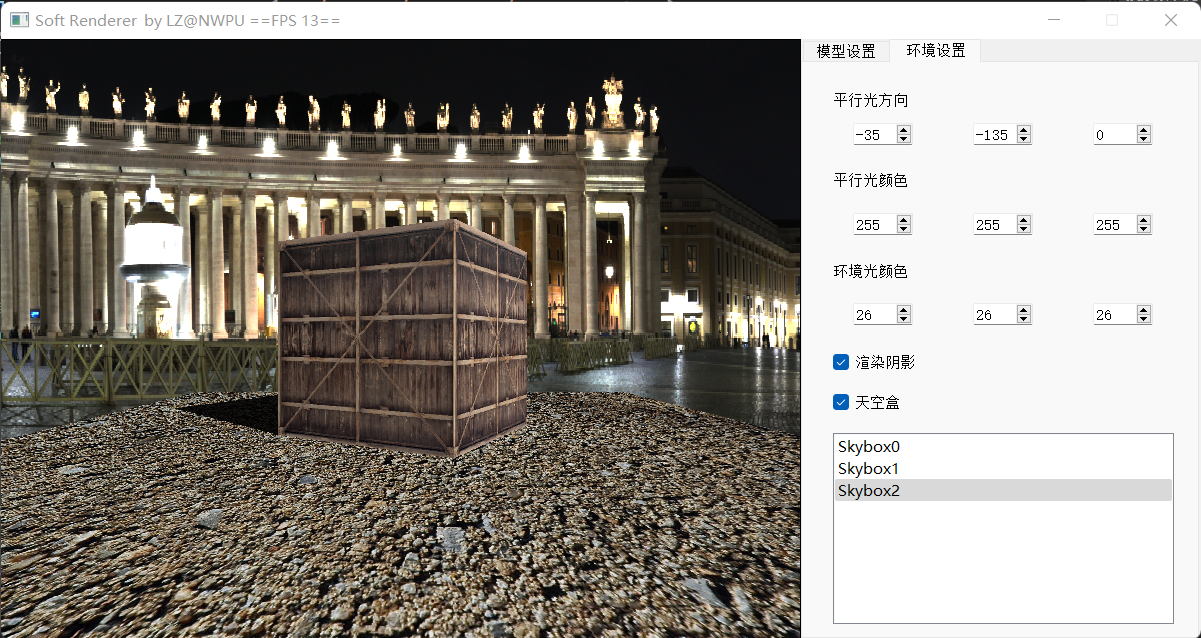 Soft Renderer by LZ@NWPU ==FPS 13==
模型设置 环境设置
平行光方向
-35 -135 0
平行光颜色
255 255 255
环境光颜色
26 26 26
渲染阴影
天空盒
Skybox0
Skybox1
Skybox2